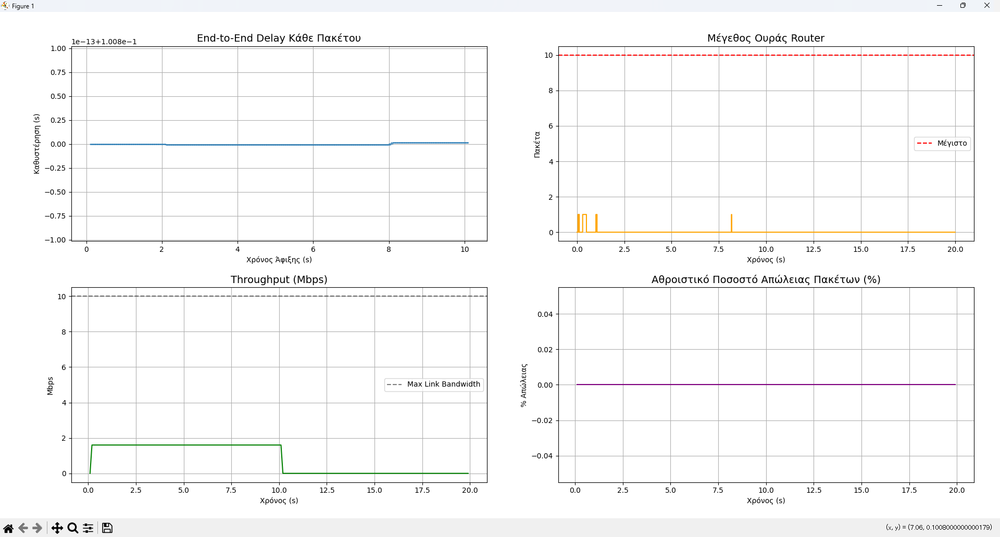 Figure 1
End-to-End Delay Κάθε Πακέτου
1e−13+1.008e−1
1.00
0.75
0.50
0.25
0.00
−0.25
−0.50
−0.75
−1.00
Καθυστέρηση (s)
0 2 4 6 8 10
Χρόνος Άφιξης (s)
Μέγεθος Ουράς Router
10
8
6
4
2
0
Πακέτα
Μέγιστο
0.0 2.5 5.0 7.5 10.0 12.5 15.0 17.5 20.0
Χρόνος (s)
Throughput (Mbps)
10
8
6
4
2
0
Mbps
Max Link Bandwidth
0.0 2.5 5.0 7.5 10.0 12.5 15.0 17.5 20.0
Χρόνος (s)
Αθροιστικό Ποσοστό Απώλειας Πακέτων (%)
0.04
0.02
0.00
−0.02
−0.04
% Απώλειας
0.0 2.5 5.0 7.5 10.0 12.5 15.0 17.5 20.0
Χρόνος (s)
(x, y) = (7.06, 0.1008000000000179)